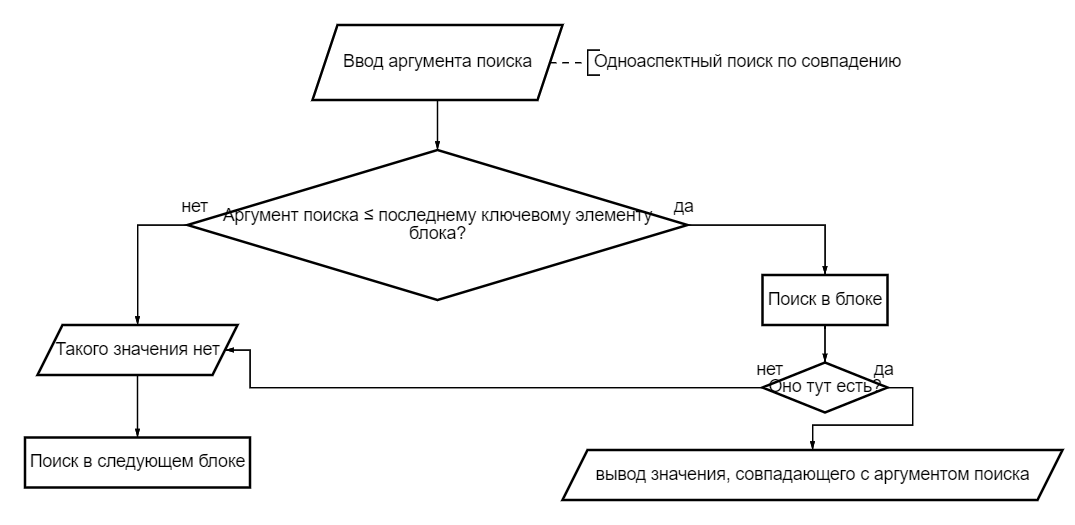 Ввод аргумента поиска
Одноаспектный поиск по совпадению
нет
Аргумент поиска ≤ последнему ключевому элементу
блока?
да
Поиск в блоке
Такого значения нет
нет
Оно тут есть?
да
Поиск в следующем блоке
вывод значения, совпадающего с аргументом поиска